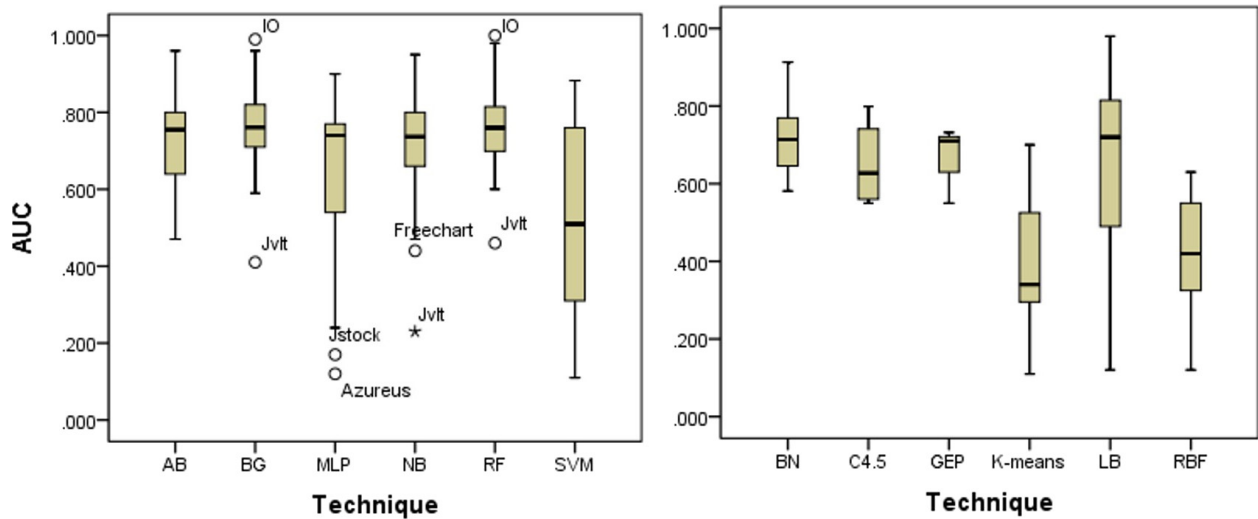 AUC
1.000
.800
.600
.400
.200
.000
IO
Jvlt
Jstock
Azureus
Freechart
Jvlt
IO
Jvlt
AB BG MLP NB RF SVM
Technique
1.000
.800
.600
.400
.200
.000
BN C4.5 GEP K-means LB RBF
Technique